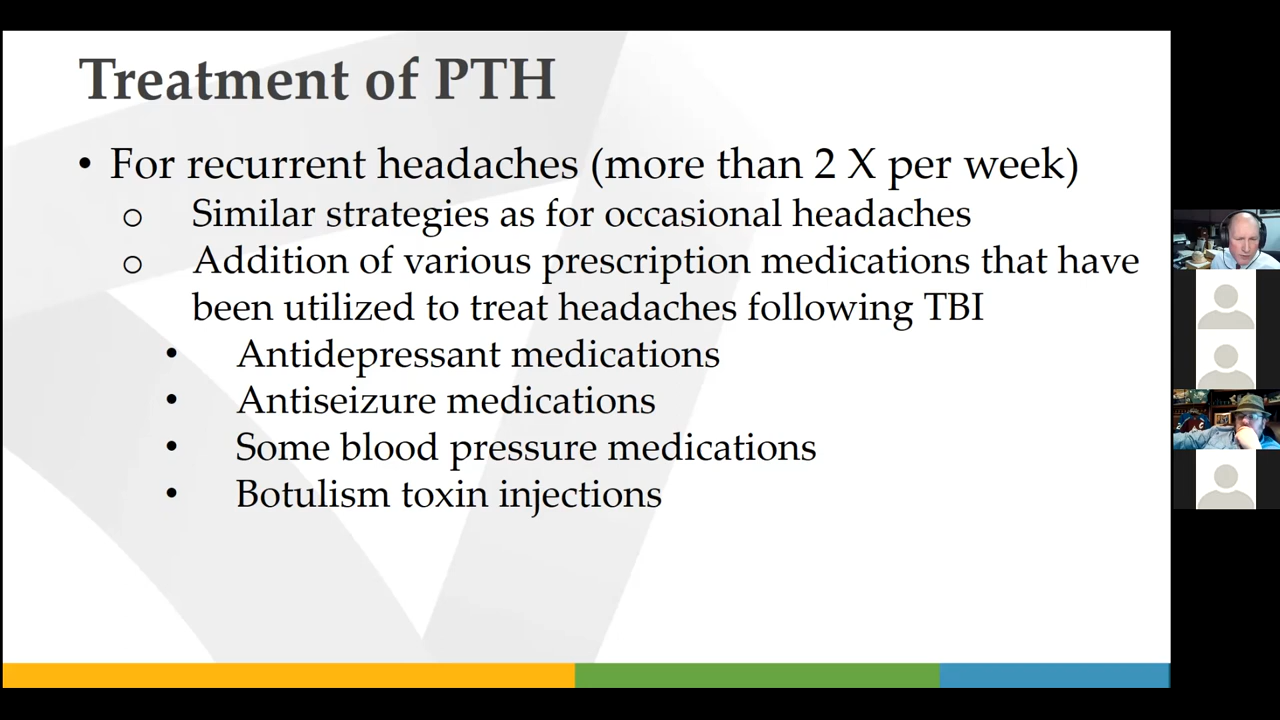 Treatment of PTH
• For recurrent headaches (more than 2 X per week)
o Similar strategies as for occasional headaches
o Addition of various prescription medications that have
been utilized to treat headaches following TBI
• Antidepressant medications
• Antiseizure medications
• Some blood pressure medications
• Botulism toxin injections